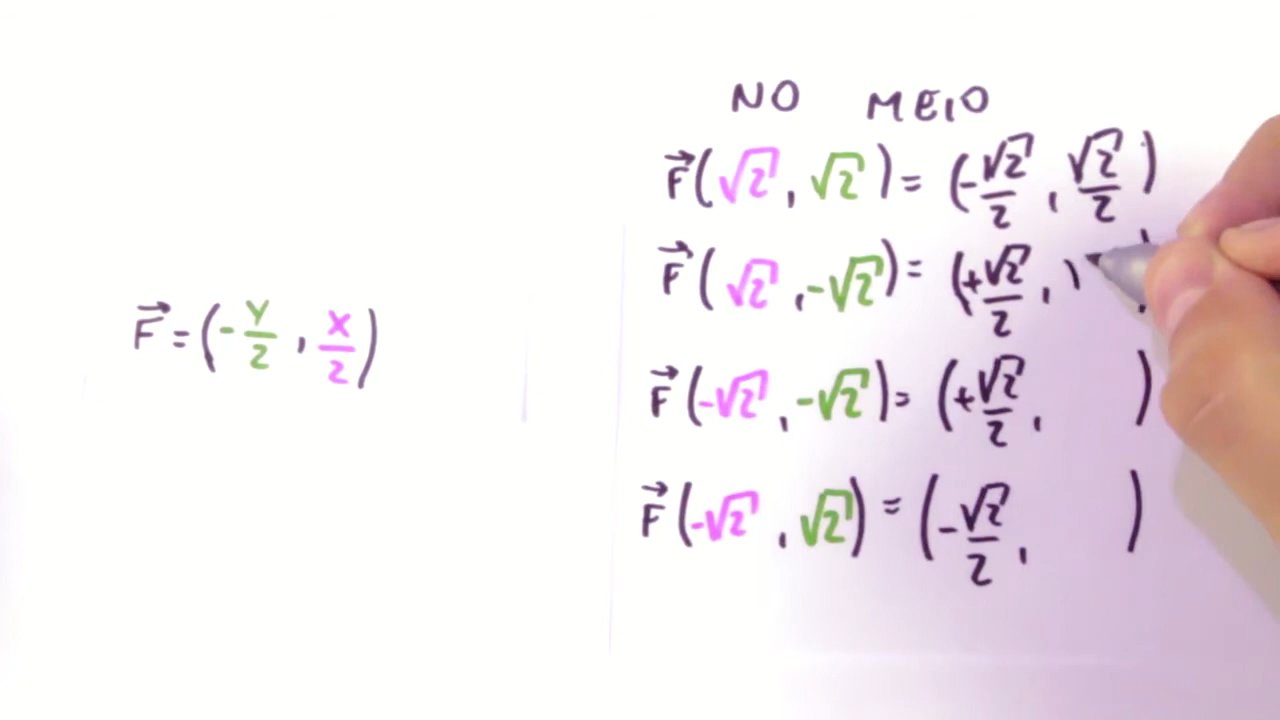 NO MEIO
F⃗ = (-y/2, x/2)
F⃗(√2, √2) = (-√2/2, √2/2)
F⃗(√2, -√2) = (+√2/2, )
F⃗(-√2, -√2) = (+√2/2, )
F⃗(-√2, √2) = (-√2/2, )